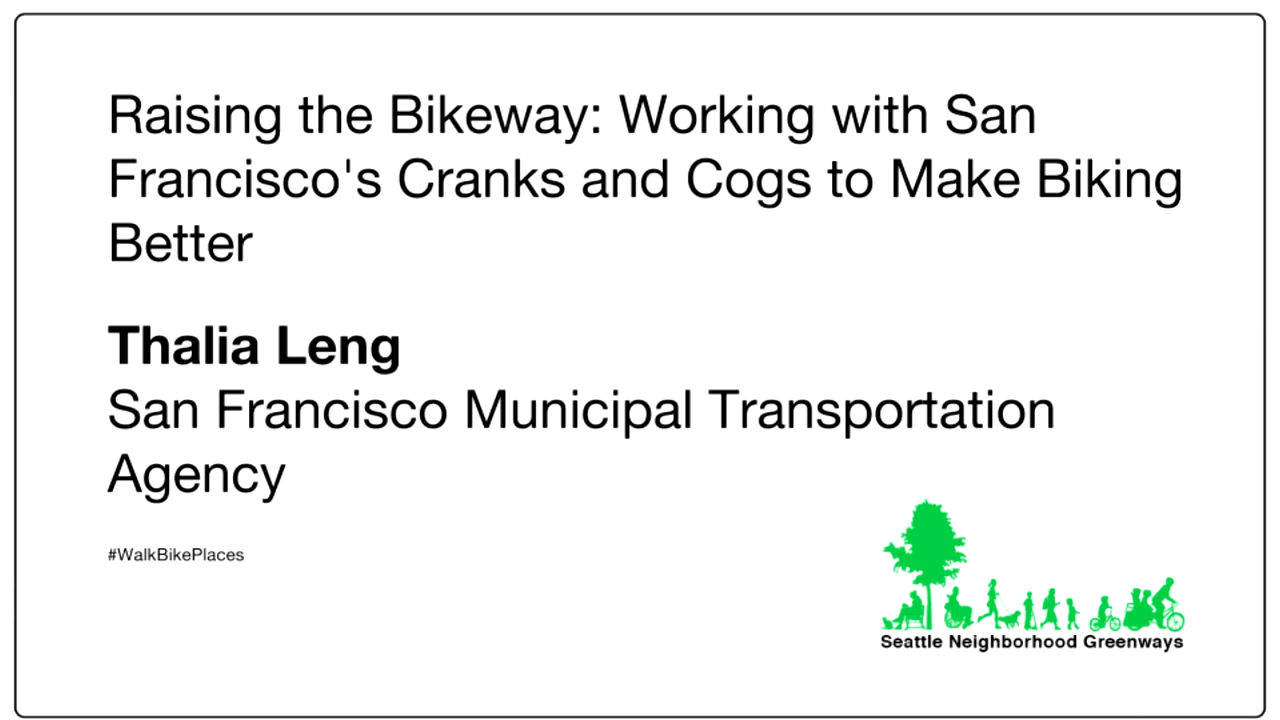 Raising the Bikeway: Working with San
Francisco's Cranks and Cogs to Make Biking
Better
Thalia Leng
San Francisco Municipal Transportation
Agency
#WalkBikePlaces
Seattle Neighborhood Greenways